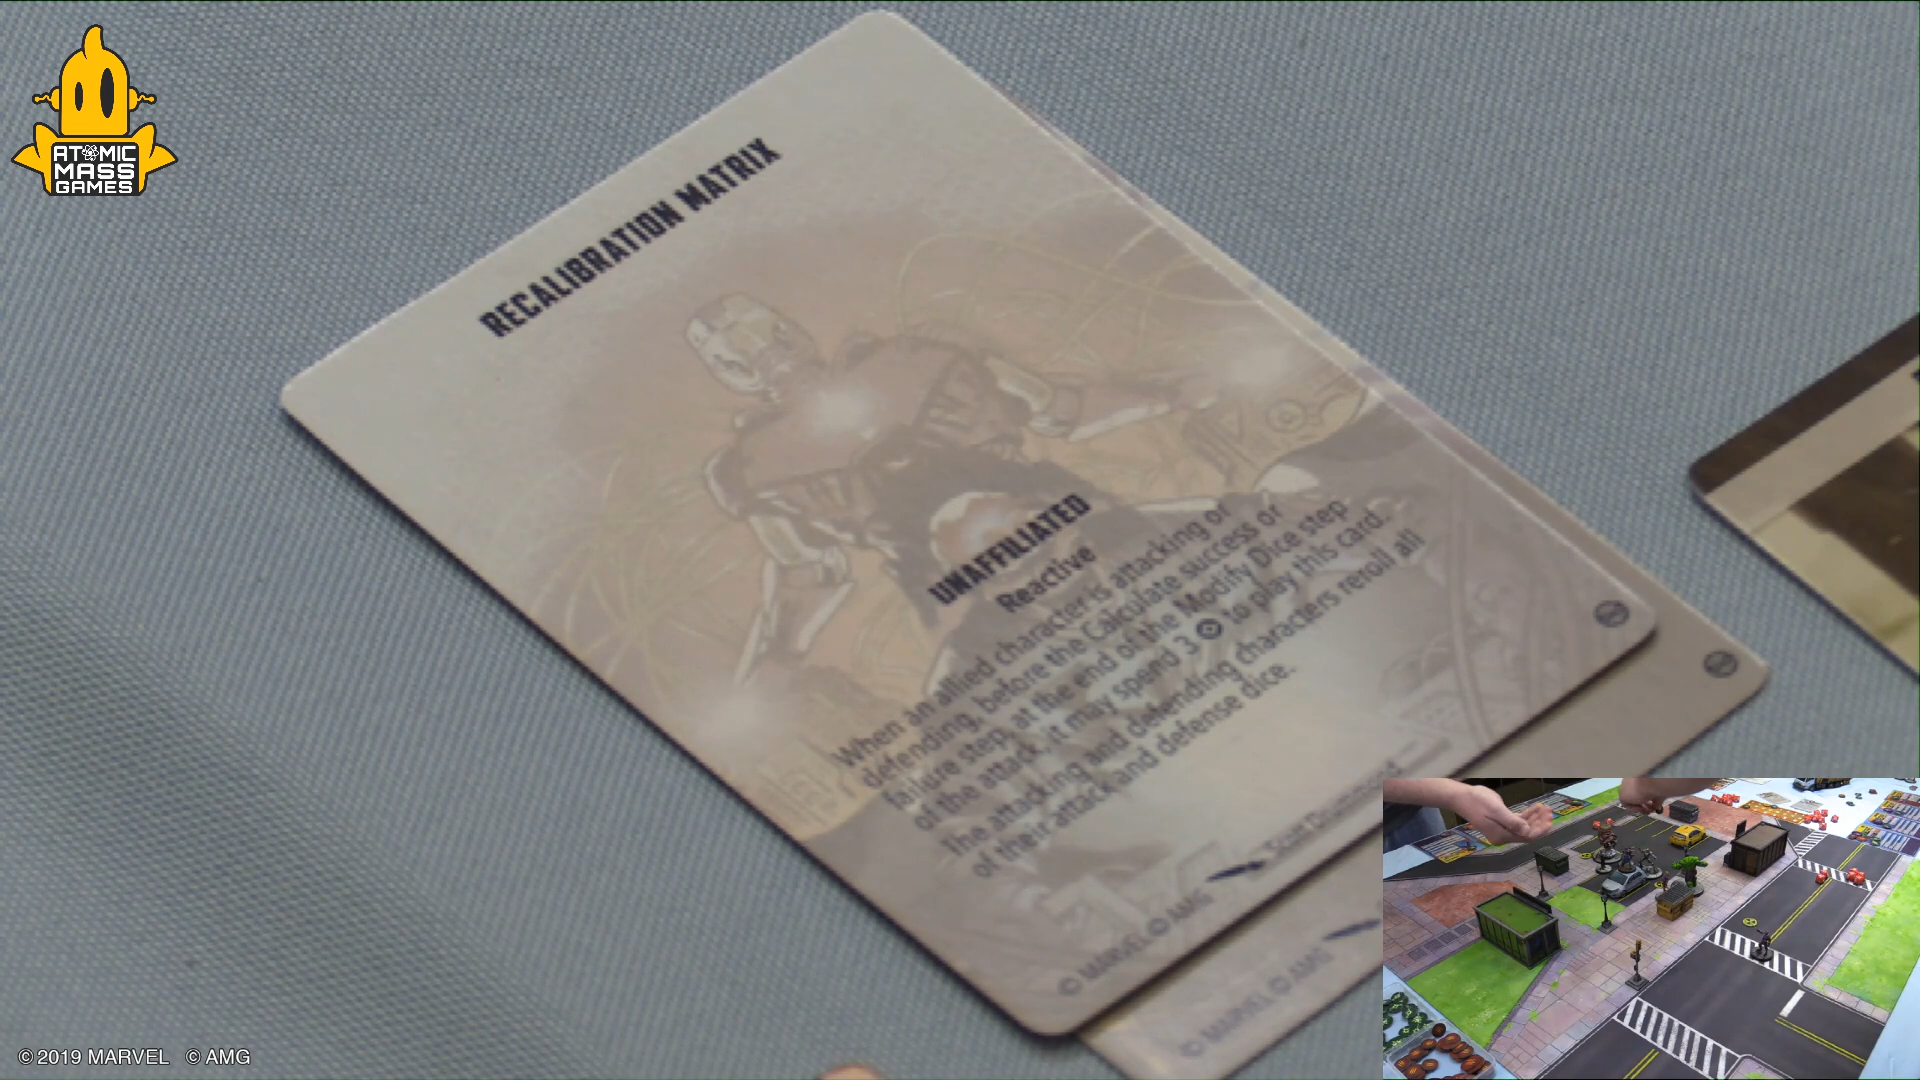 ATOMIC
MASS
GAMES
RECALIBRATION MATRIX
UNAFFILIATED
Reactive
When an allied character is attacking or
defending, before the Calculate success or
failure step, at the end of the Modify Dice step
of the attack, it may spend 3 to play this card.
The attacking and defending characters reroll all
of their attack and defense dice.
© MARVEL © AMG
© MARVEL © AMG
© 2019 MARVEL © AMG